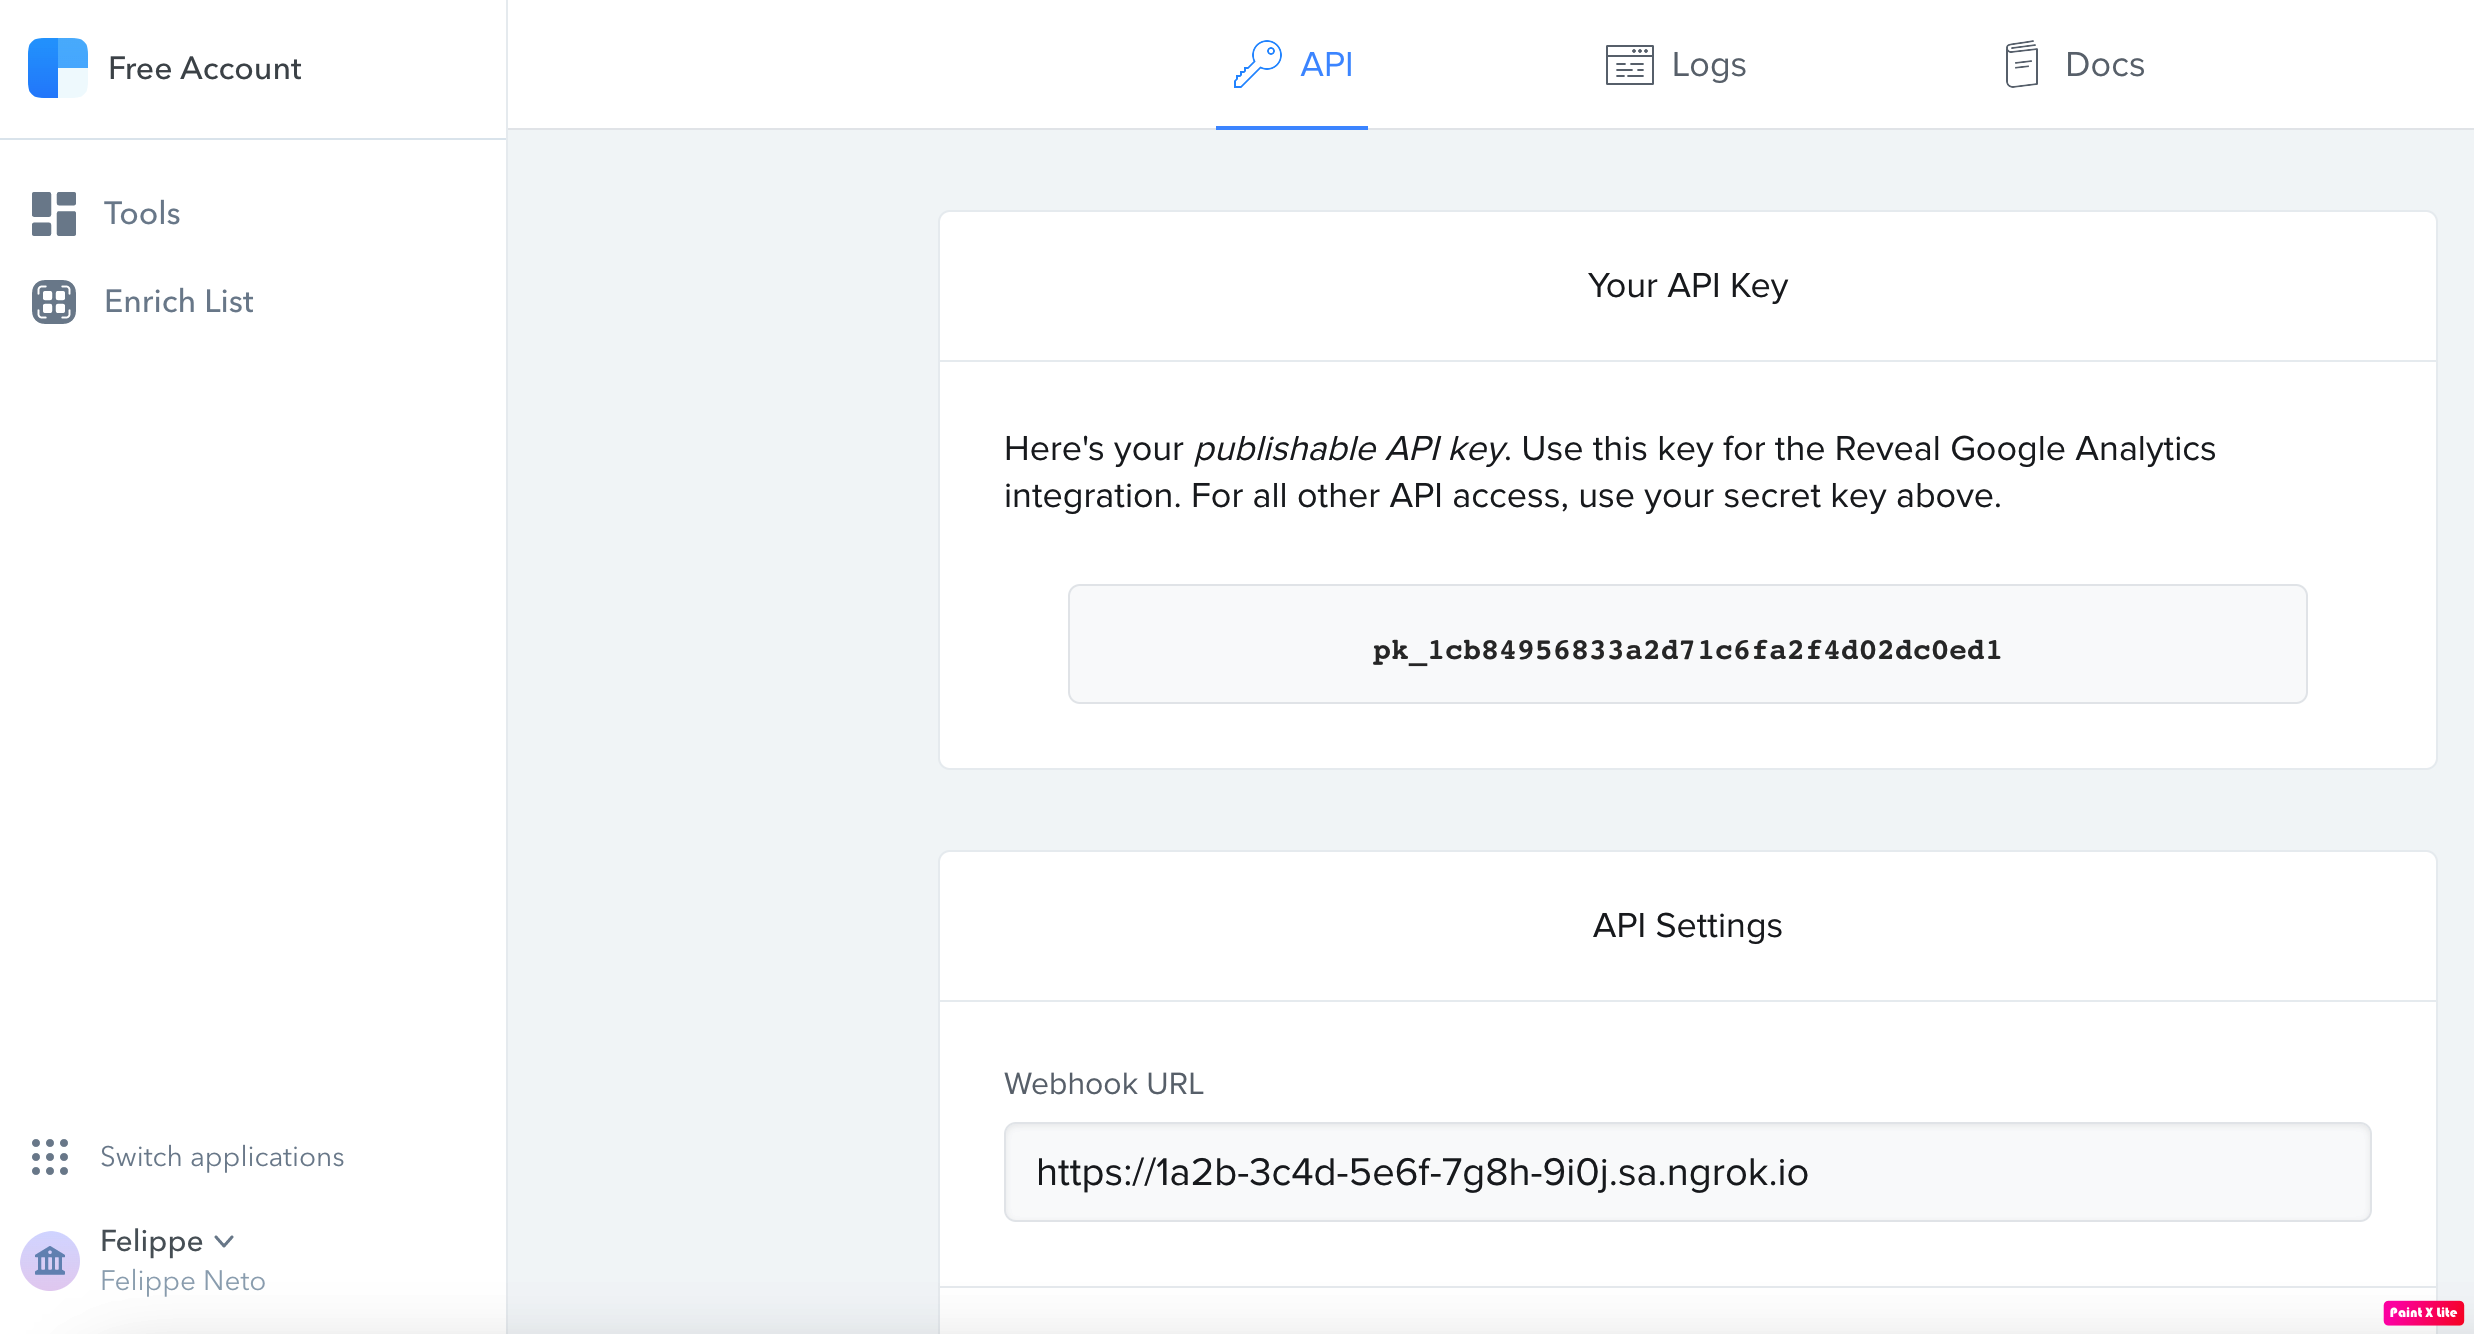 Free Account
Tools
Enrich List
Switch applications
Felippe
Felippe Neto
API
Logs
Docs
Your API Key
Here's your publishable API key. Use this key for the Reveal Google Analytics
integration. For all other API access, use your secret key above.
pk_1cb84956833a2d71c6fa2f4d02dc0ed1
API Settings
Webhook URL
https://1a2b-3c4d-5e6f-7g8h-9i0j.sa.ngrok.io
Paint X Lite